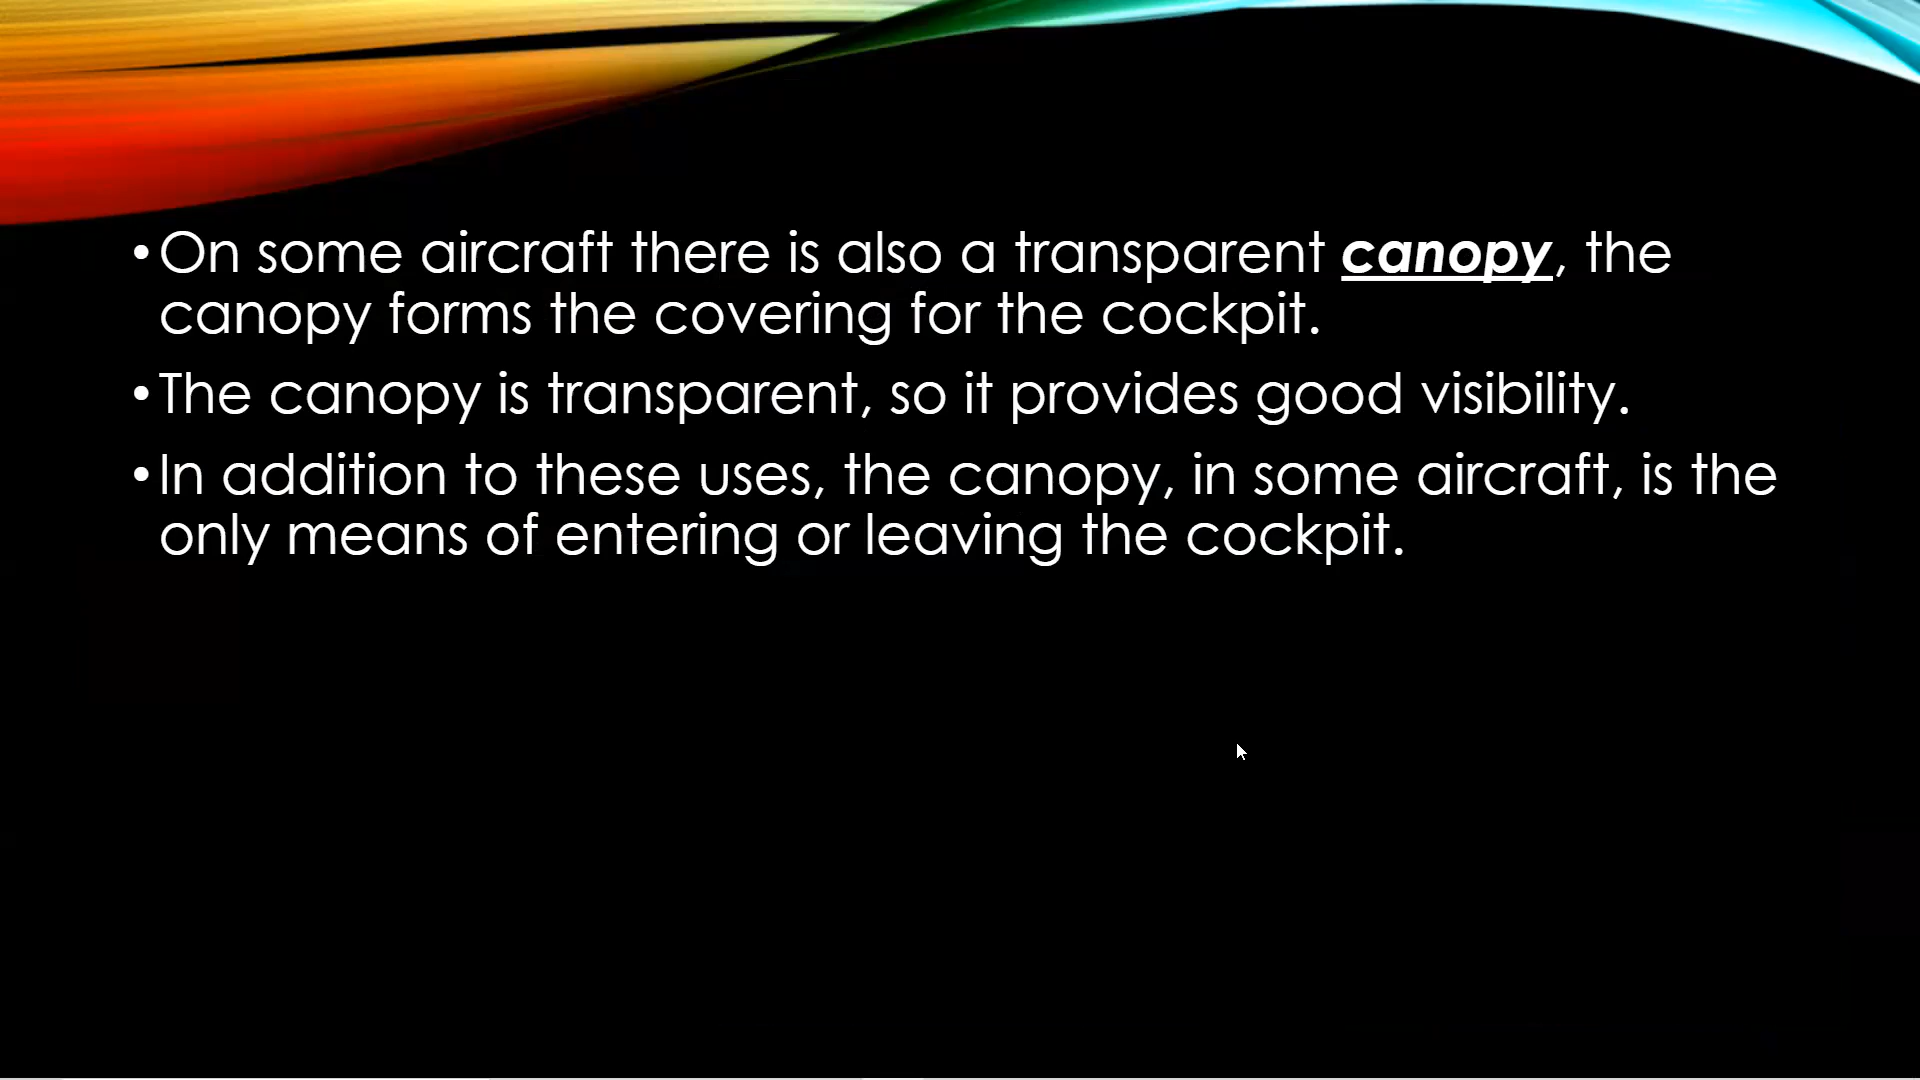 •On some aircraft there is also a transparent canopy, the
canopy forms the covering for the cockpit.
•The canopy is transparent, so it provides good visibility.
•In addition to these uses, the canopy, in some aircraft, is the
only means of entering or leaving the cockpit.